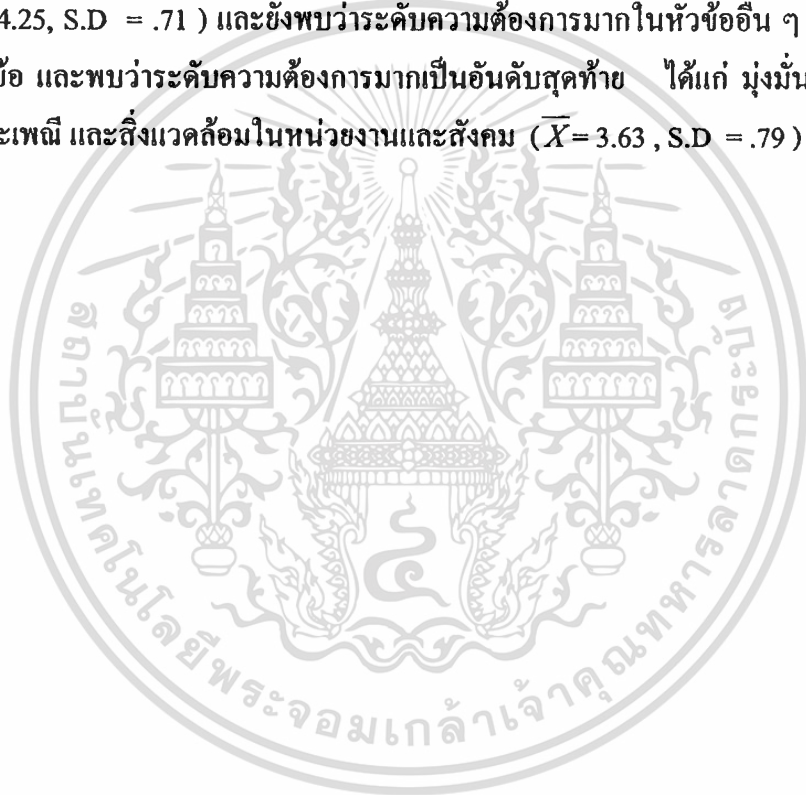 4.25, S.D = .71 ) และยังพบว่าระดับความต้องการมากในหัวข้ออื่น ๆ
ข้อ และพบว่าระดับความต้องการมากเป็นอันดับสุดท้าย ได้แก่ มุ่งมั่น
ะเพณี และสิ่งแวดล้อมในหน่วยงานและสังคม (X̅= 3.63 , S.D = .79 )
สถาบันเทคโนโลยีพระจอมเกล้าเจ้าคุณทหารลาดกระบัง